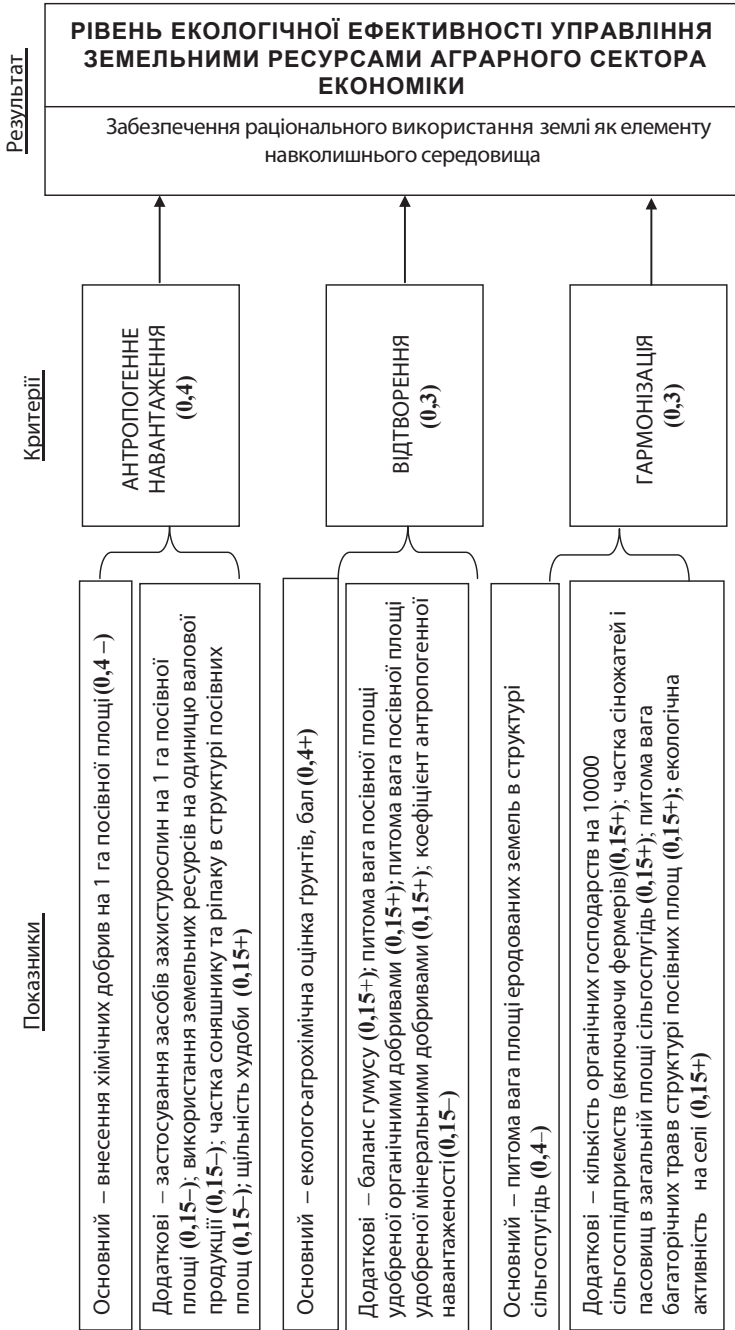 Показники
Критерії
Результат
Основний – внесення хімічних добрив на 1 га посівної площі (0,4 –)
Додаткові – застосування засобів захистурослин на 1 га посівної
площі (0,15–); використання земельних ресурсів на одиницю валової
продукції (0,15–); частка соняшнику та ріпаку в структурі посівних
площ (0,15–); щільність худоби (0,15+)
АНТРОПОГЕННЕ
НАВАНТАЖЕННЯ
(0,4)
Основний – еколого-агрохімічна оцінка ґрунтів, бал (0,4+)
Додаткові – баланс гумусу (0,15+); питома вага посівної площі
удобреної органічними добривами (0,15+); питома вага посівної площі
удобреної мінеральними добривами (0,15+); коефіцієнт антропогенної
навантаженості(0,15–)
ВІДТВОРЕННЯ
(0,3)
Основний – питома вага площі еродованих земель в структурі
сільгоспугідь (0,4–)
Додаткові – кількість органічних господарств на 10000
сільгосппідприємств (включаючи фермерів)(0,15+); частка сіножатей і
пасовищ в загальній площі сільгоспугідь (0,15+); питома вага
багаторічних травв структурі посівних площ (0,15+); екологічна
активність на селі (0,15+)
ГАРМОНІЗАЦІЯ
(0,3)
РІВЕНЬ ЕКОЛОГІЧНОЇ ЕФЕКТИВНОСТІ УПРАВЛІННЯ
ЗЕМЕЛЬНИМИ РЕСУРСАМИ АГРАРНОГО СЕКТОРА
ЕКОНОМІКИ
Забезпечення раціонального використання землі як елементу
навколишнього середовища